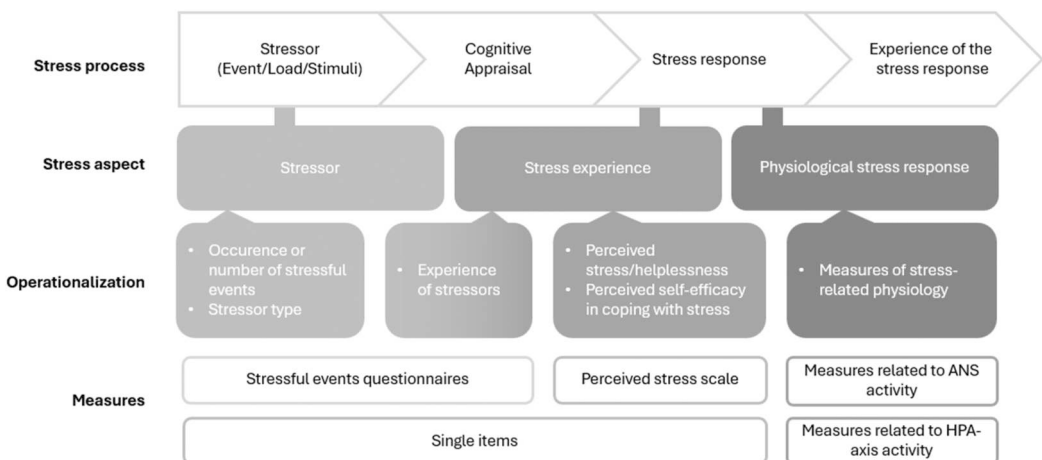 Stress process
Stressor
(Event/Load/Stimuli)
Cognitive
Appraisal
Stress response
Experience of the
stress response
Stress aspect
Stressor
Stress experience
Physiological stress response
Operationalization
• Occurence or
number of stressful
events
• Stressor type
• Experience
of stressors
• Perceived
stress/helplessness
• Perceived self-efficacy
in coping with stress
• Measures of stress-
related physiology
Measures
Stressful events questionnaires
Perceived stress scale
Measures related to ANS
activity
Single items
Measures related to HPA-
axis activity